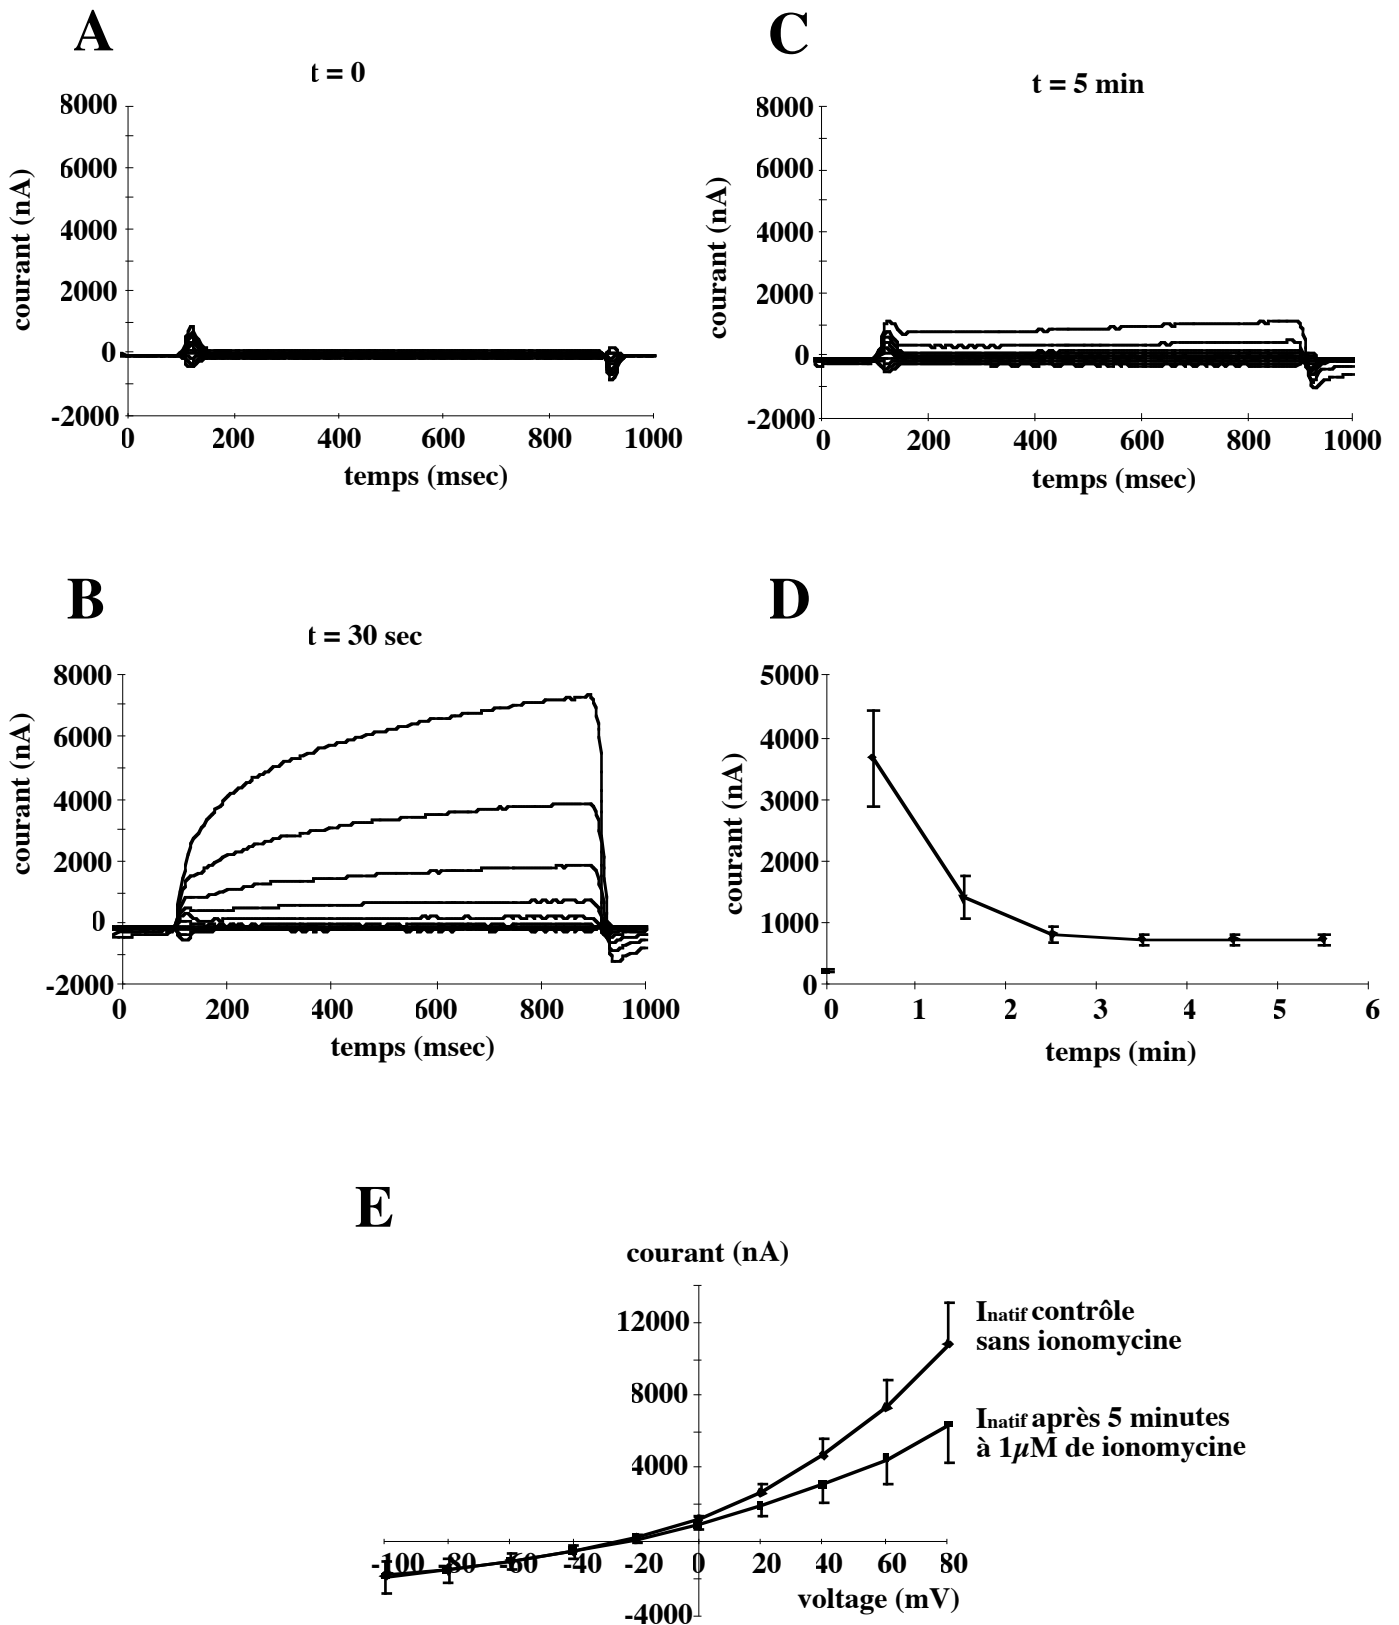 A
t = 0
8000
6000
4000
2000
0
-2000
courant (nA)
0 200 400 600 800 1000
temps (msec)
C
t = 5 min
8000
6000
4000
2000
0
-2000
courant (nA)
0 200 400 600 800 1000
temps (msec)
B
t = 30 sec
8000
6000
4000
2000
0
-2000
courant (nA)
0 200 400 600 800 1000
temps (msec)
D
5000
4000
3000
2000
1000
0
courant (nA)
0 1 2 3 4 5 6
temps (min)
E
courant (nA)
12000
8000
4000
-4000
-100 -80 -60 -40 -20 0 20 40 60 80
voltage (mV)
Inatif contrôle
sans ionomycine
Inatif après 5 minutes
à 1µM de ionomycine